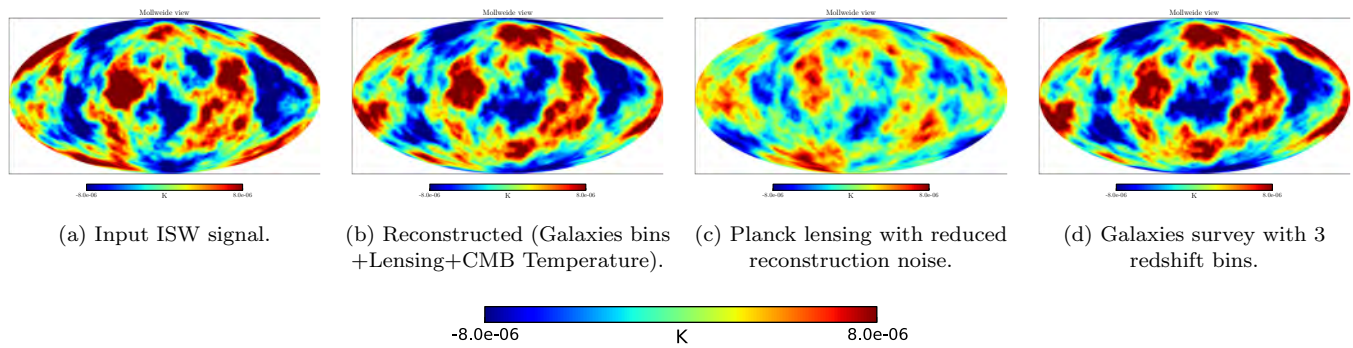 Mollweide view
Mollweide view
Mollweide view
Mollweide view
-8.0e-06 K 8.0e-06
-8.0e-06 K 8.0e-06
-8.0e-06 K 8.0e-06
-8.0e-06 K 8.0e-06
(a) Input ISW signal.
(b) Reconstructed (Galaxies bins
+Lensing+CMB Temperature).
(c) Planck lensing with reduced
reconstruction noise.
(d) Galaxies survey with 3
redshift bins.
-8.0e-06 K 8.0e-06